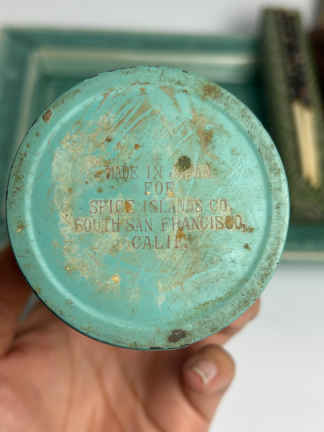 MADE IN JAPAN
FOR
SPICE ISLANDS CO.
SOUTH SAN FRANCISCO,
CALIF.